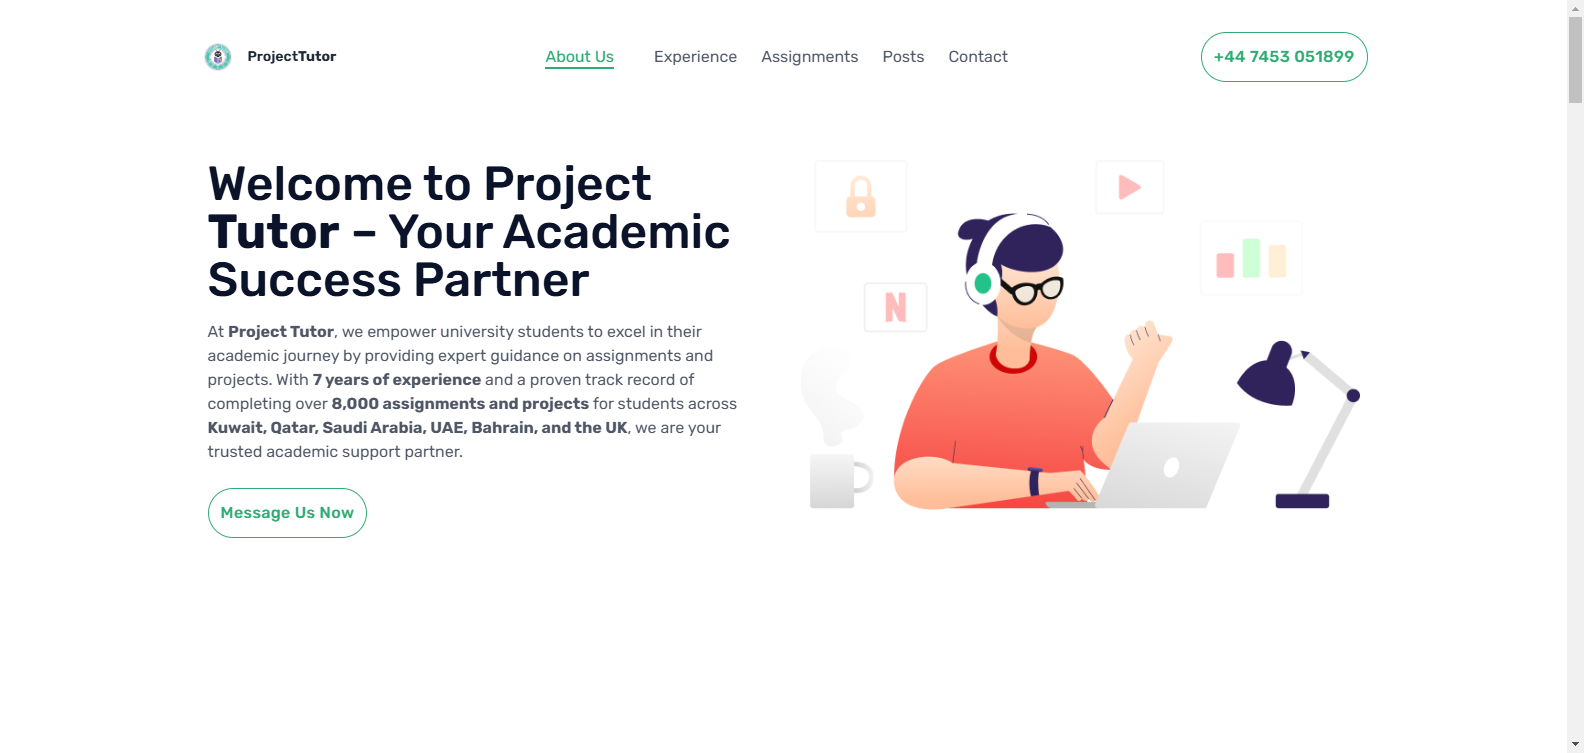 ProjectTutor
About Us
Experience
Assignments
Posts
Contact
+44 7453 051899
Welcome to Project
Tutor – Your Academic
Success Partner
At Project Tutor, we empower university students to excel in their
academic journey by providing expert guidance on assignments and
projects. With 7 years of experience and a proven track record of
completing over 8,000 assignments and projects for students across
Kuwait, Qatar, Saudi Arabia, UAE, Bahrain, and the UK, we are your
trusted academic support partner.
Message Us Now
N